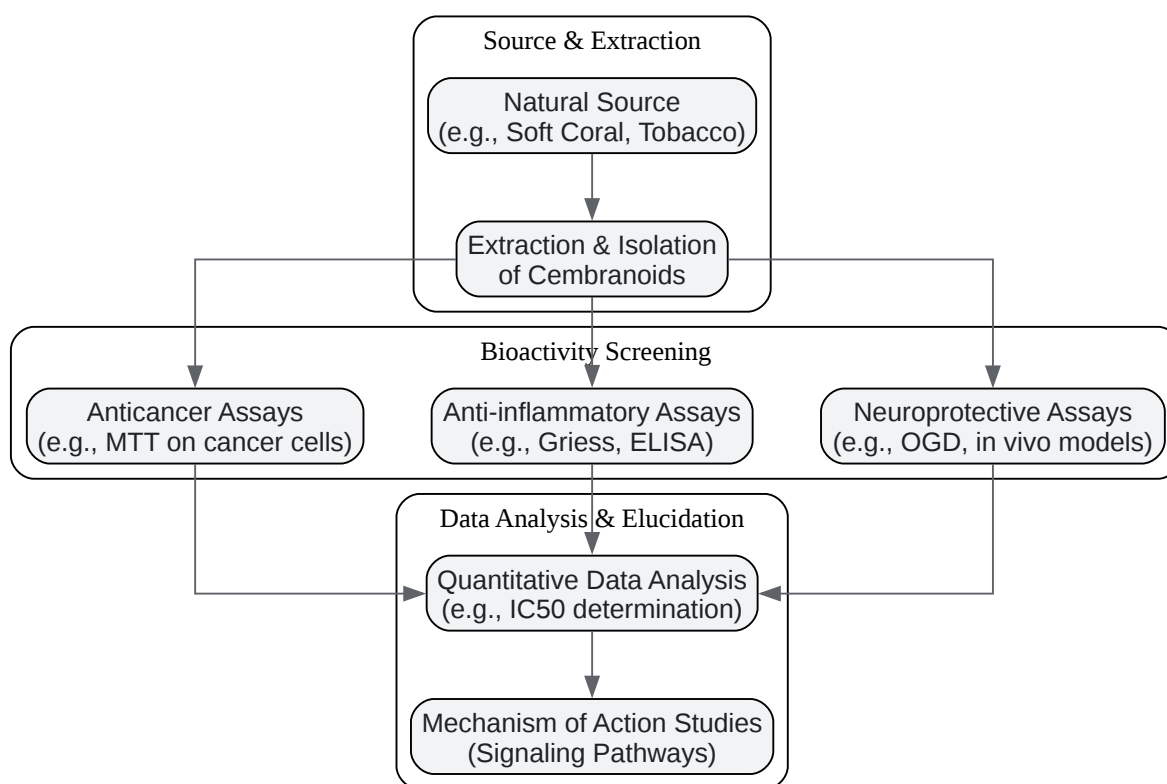 Source & Extraction
Natural Source
(e.g., Soft Coral, Tobacco)
Extraction & Isolation
of Cembranoids
Bioactivity Screening
Anticancer Assays
(e.g., MTT on cancer cells)
Anti-inflammatory Assays
(e.g., Griess, ELISA)
Neuroprotective Assays
(e.g., OGD, in vivo models)
Data Analysis & Elucidation
Quantitative Data Analysis
(e.g., IC50 determination)
Mechanism of Action Studies
(Signaling Pathways)